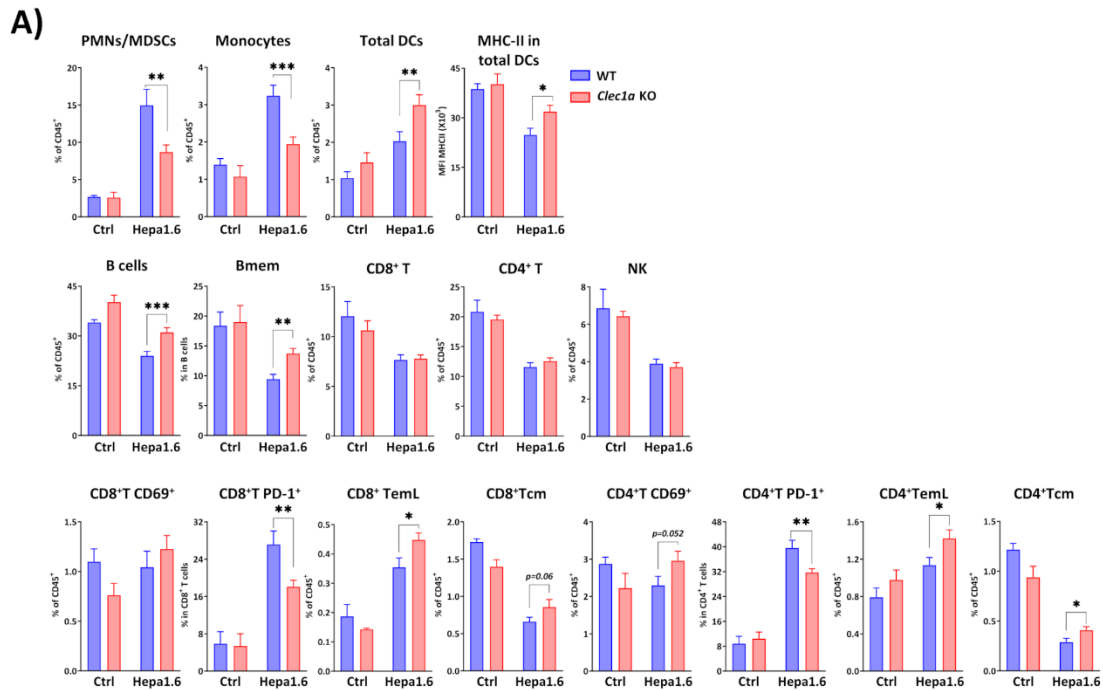 A)
PMNs/MDSCs
% of CD45⁺
20
15
10
5
0
**
Ctrl Hepa1.6
Monocytes
% of CD45⁺
4
3
2
1
0
***
Ctrl Hepa1.6
Total DCs
% of CD45⁺
4
3
2
1
0
**
Ctrl Hepa1.6
MHC-II in
total DCs
MFI MHCII (X10³)
45
30
15
0
*
Ctrl Hepa1.6
WT
Clec1a KO
B cells
% of CD45⁺
45
30
15
0
***
Ctrl Hepa1.6
Bmem
% in B cells
25
20
15
10
5
0
**
Ctrl Hepa1.6
CD8⁺ T
% of CD45⁺
15
10
5
0
Ctrl Hepa1.6
CD4⁺ T
% of CD45⁺
25
20
15
10
5
0
Ctrl Hepa1.6
NK
% of CD45⁺
8
6
4
2
0
Ctrl Hepa1.6
CD8⁺T CD69⁺
% of CD45⁺
1.5
1.0
0.5
0.0
Ctrl Hepa1.6
CD8⁺T PD-1⁺
% in CD8⁺ T cells
32
24
16
8
0
**
Ctrl Hepa1.6
CD8⁺ TemL
% of CD45⁺
0.5
0.4
0.3
0.2
0.1
0.0
*
Ctrl Hepa1.6
CD8⁺Tcm
% of CD45⁺
2.0
1.5
1.0
0.5
0.0
p=0.06
Ctrl Hepa1.6
CD4⁺T CD69⁺
% of CD45⁺
4
3
2
1
0
p=0.052
Ctrl Hepa1.6
CD4⁺T PD-1⁺
% in CD4⁺ T cells
48
40
32
24
16
8
0
**
Ctrl Hepa1.6
CD4⁺TemL
% of CD45⁺
1.6
1.2
0.8
0.4
0.0
*
Ctrl Hepa1.6
CD4⁺Tcm
% of CD45⁺
1.5
1.0
0.5
0.0
*
Ctrl Hepa1.6